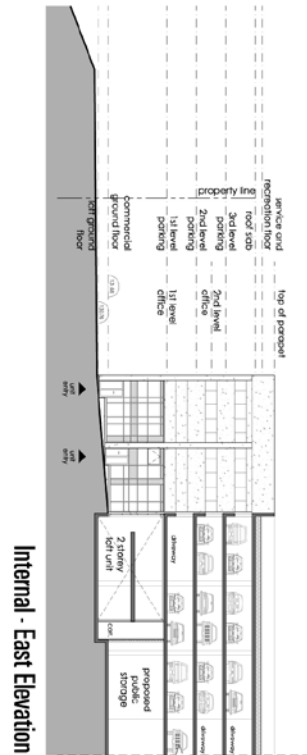 top of parapet
service and
recreation floor
roof slab
3rd level
parking
2nd level
office
2nd level
parking
property line
1st level
office
1st level
parking
commercial
ground floor
loft ground
floor
unit
entry
unit
entry
driveway
driveway
driveway
2 storey
loft unit
corr.
proposed
public
storage
Internal - East Elevation